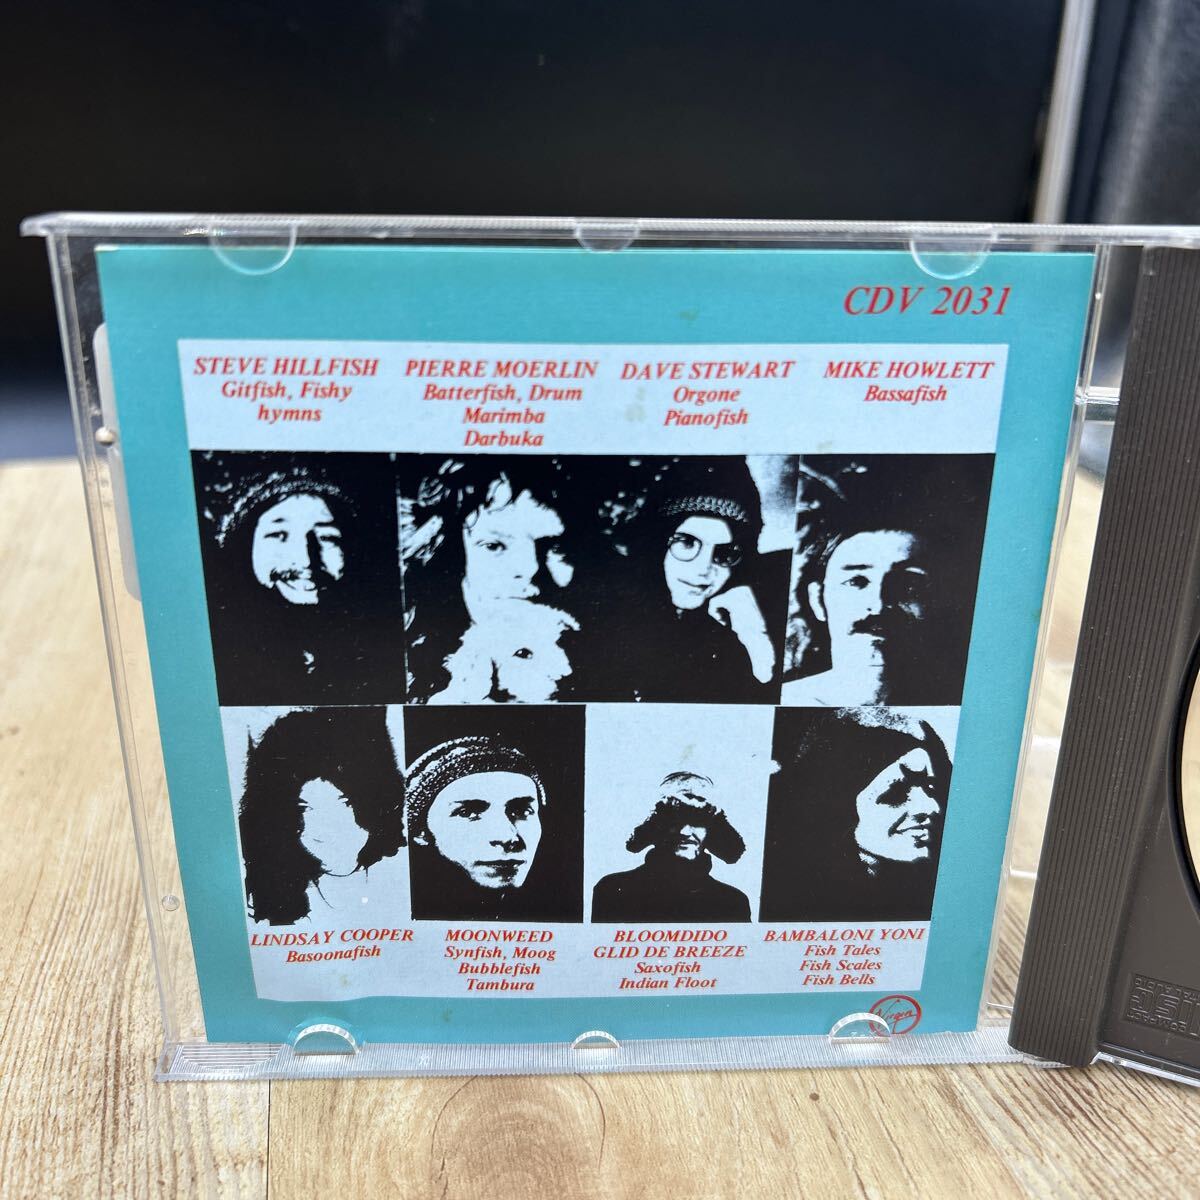 CDV 2031
STEVE HILLFISH
Gitfish, Fishy
hymns
PIERRE MOERLIN
Batterfish, Drum
Marimba
Darbuka
DAVE STEWART
Orgone
Pianofish
MIKE HOWLETT
Bassafish
LINDSAY COOPER
Basoonafish
MOONWEED
Synfish, Moog
Bubblefish
Tambura
BLOOMDIDO
GLID DE BREEZE
Saxofish
Indian Floot
BAMBALONI YONI
Fish Tales
Fish Scales
Fish Bells
Virgin